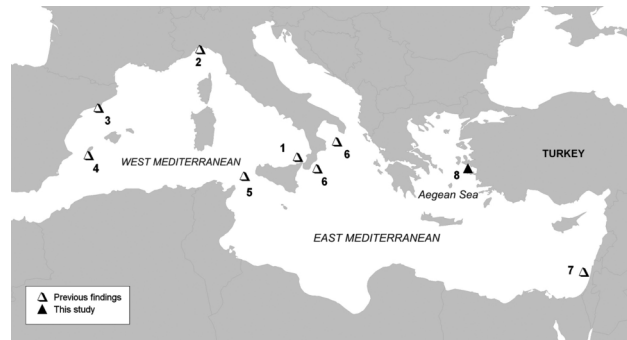 2
3
4
WEST MEDITERRANEAN
1
6
5
6
8
TURKEY
Aegean Sea
EAST MEDITERRANEAN
7
Previous findings
This study